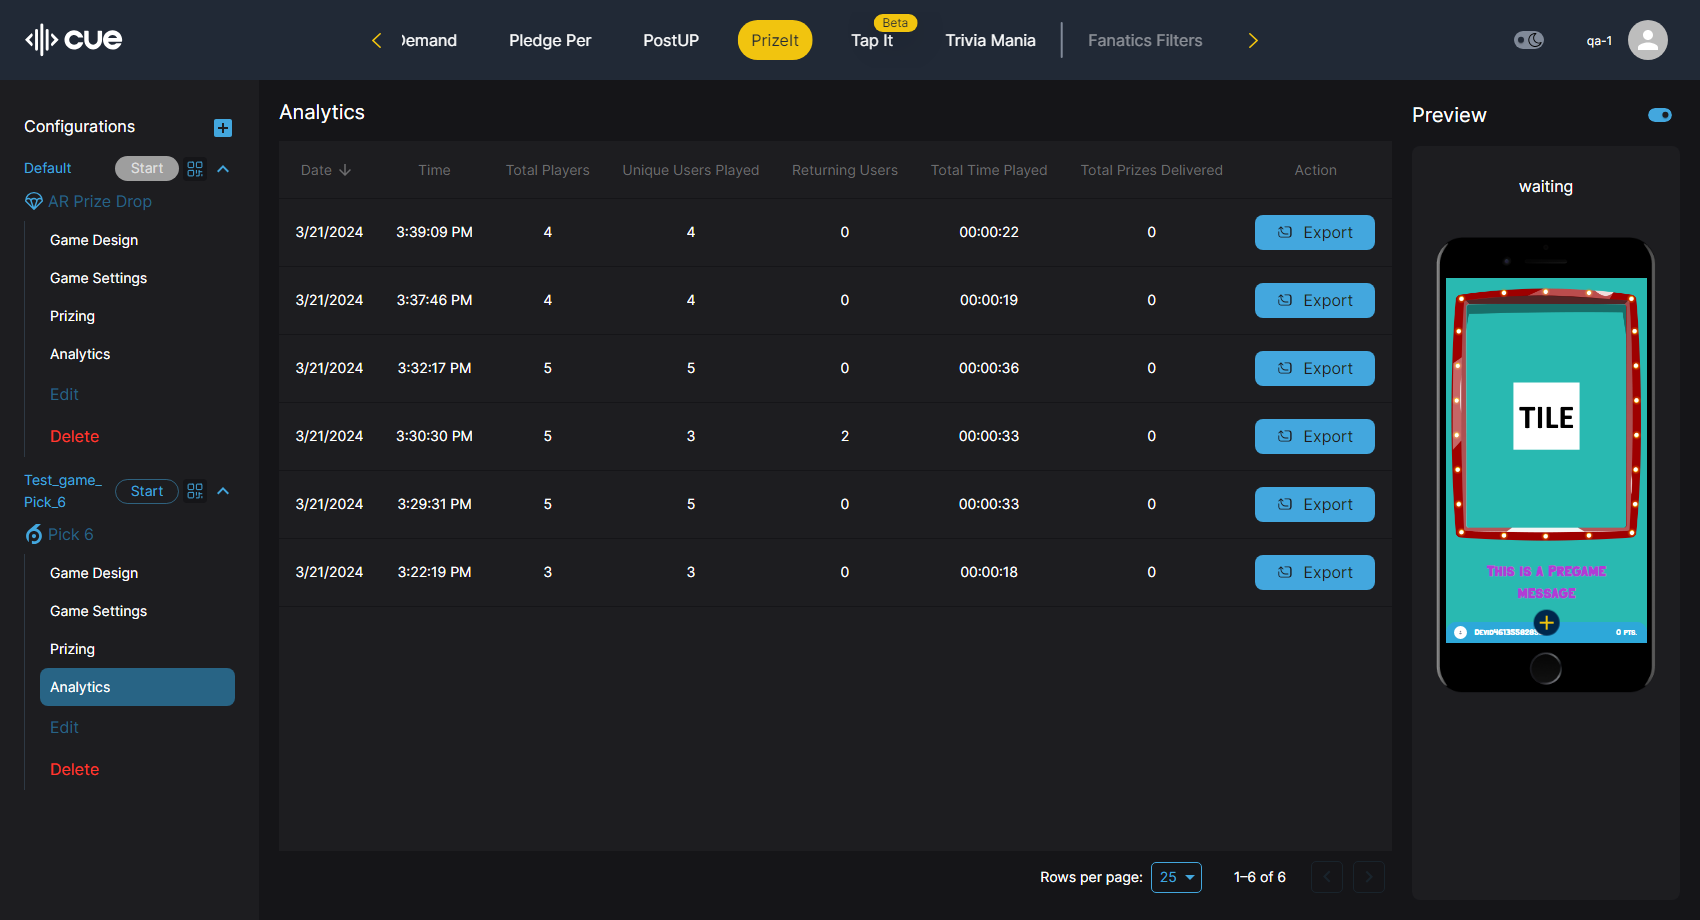 cue
Demand
Pledge Per
PostUP
PrizeIt
Tap It
Beta
Trivia Mania
Fanatics Filters
qa-1
Configurations
Default
Start
AR Prize Drop
Game Design
Game Settings
Prizing
Analytics
Edit
Delete
Test_game_
Pick_6
Start
Pick 6
Game Design
Game Settings
Prizing
Analytics
Edit
Delete
Analytics
Date Time Total Players Unique Users Played Returning Users Total Time Played Total Prizes Delivered Action
3/21/2024 3:39:09 PM 4 4 0 00:00:22 0 Export
3/21/2024 3:37:46 PM 4 4 0 00:00:19 0 Export
3/21/2024 3:32:17 PM 5 5 0 00:00:36 0 Export
3/21/2024 3:30:30 PM 5 3 2 00:00:33 0 Export
3/21/2024 3:29:31 PM 5 5 0 00:00:33 0 Export
3/21/2024 3:22:19 PM 3 3 0 00:00:18 0 Export
Rows per page: 25 1–6 of 6
Preview
waiting
TILE
THIS IS A PREGAME
MESSAGE
0 PTS.